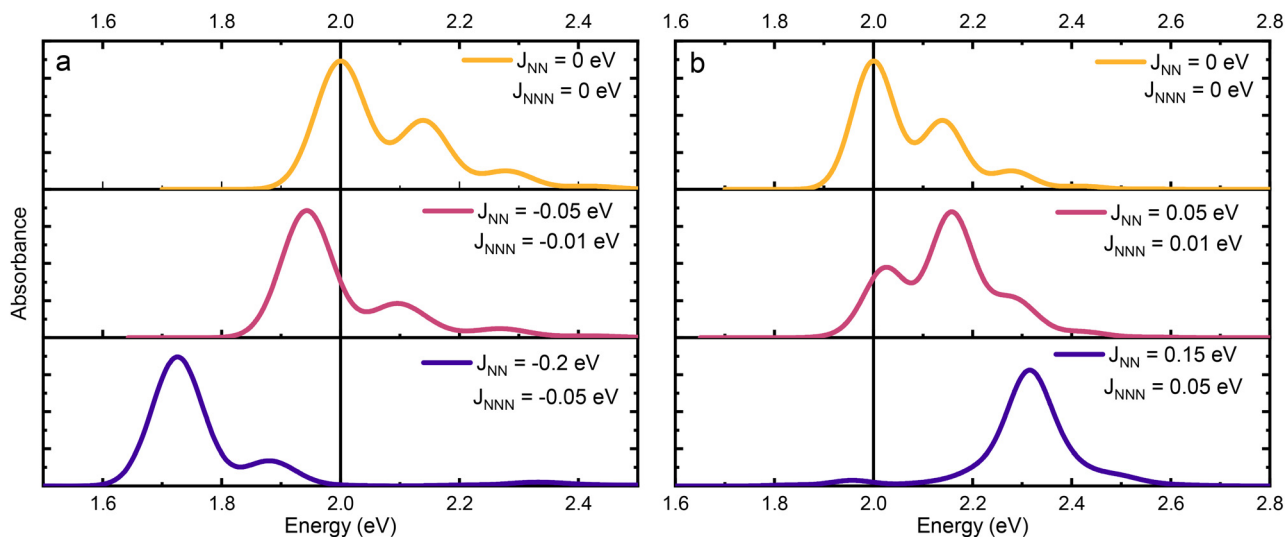 1.6 1.8 2.0 2.2 2.4
1.6 1.8 2.0 2.2 2.4 2.6 2.8
a
J_NN = 0 eV
J_NNN = 0 eV
J_NN = -0.05 eV
J_NNN = -0.01 eV
J_NN = -0.2 eV
J_NNN = -0.05 eV
b
J_NN = 0 eV
J_NNN = 0 eV
J_NN = 0.05 eV
J_NNN = 0.01 eV
J_NN = 0.15 eV
J_NNN = 0.05 eV
Absorbance
1.6 1.8 2.0 2.2 2.4
1.6 1.8 2.0 2.2 2.4 2.6 2.8
Energy (eV)
Energy (eV)